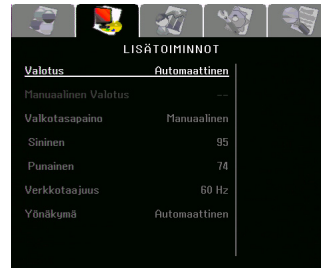 LISÄTOIMINNOT
Valotus Automaattinen
Manuaalinen Valotus --
Valkotasapaino Manuaalinen
Sininen 95
Punainen 74
Verkkotaajuus 60 Hz
Yönäkymä Automaattinen